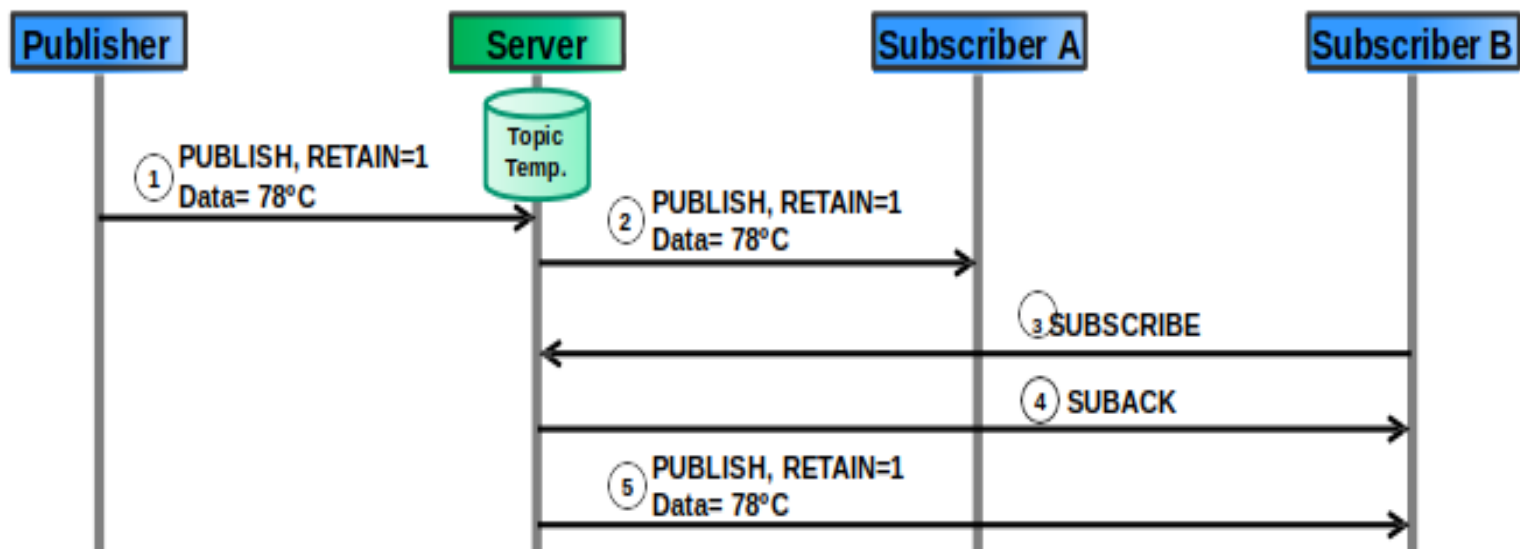 Publisher
Server
Subscriber A
Subscriber B
Topic
Temp.
1
PUBLISH, RETAIN=1
Data= 78ºC
2
PUBLISH, RETAIN=1
Data= 78ºC
3
SUBSCRIBE
4
SUBACK
5
PUBLISH, RETAIN=1
Data= 78ºC